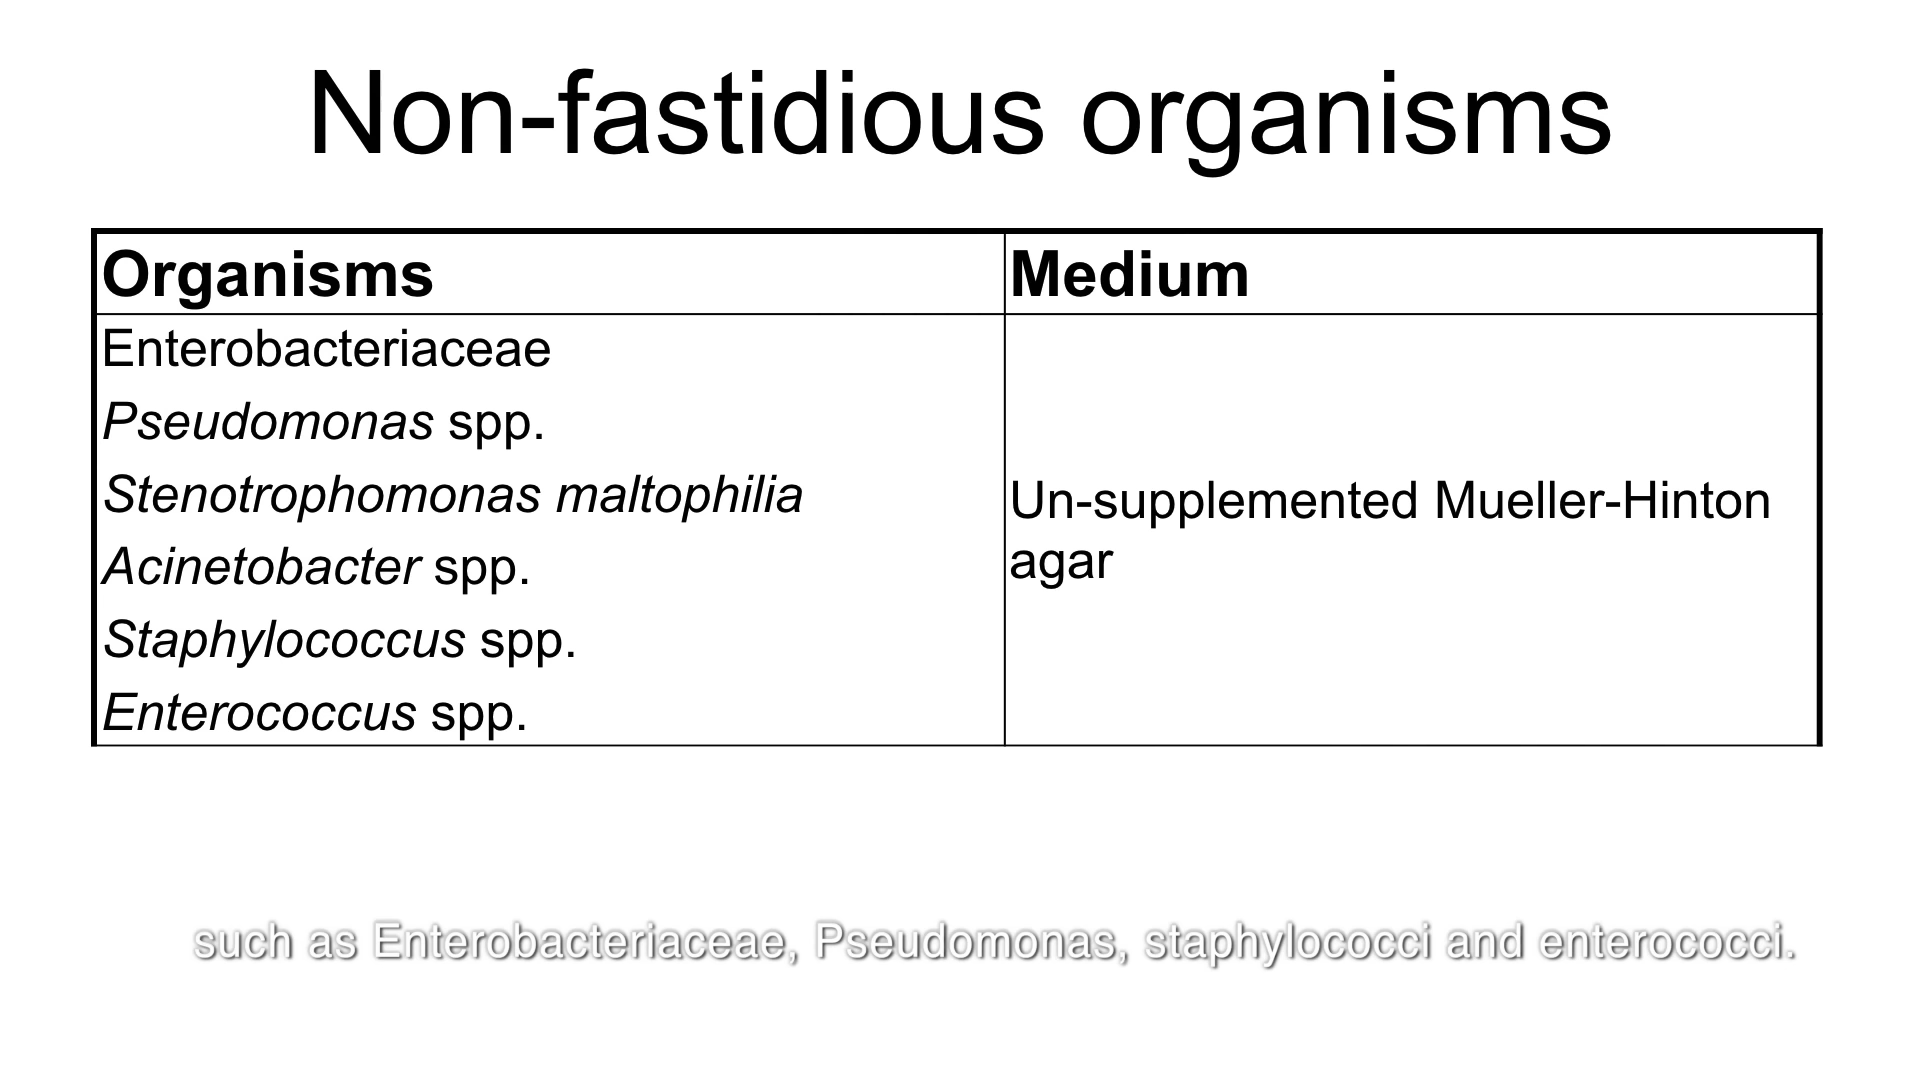 Non-fastidious organisms
Organisms
Medium
Enterobacteriaceae
Pseudomonas spp.
Stenotrophomonas maltophilia
Acinetobacter spp.
Staphylococcus spp.
Enterococcus spp.
Un-supplemented Mueller-Hinton
agar
such as Enterobacteriaceae, Pseudomonas, staphylococci and enterococci.